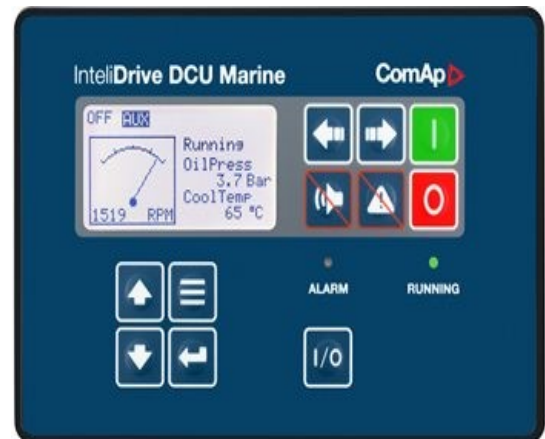 InteliDrive DCU Marine
ComAp
OFF AUX
Running
OilPress
3.7 Bar
CoolTemp
65 °C
1519 RPM
I
O
ALARM
RUNNING
I/O